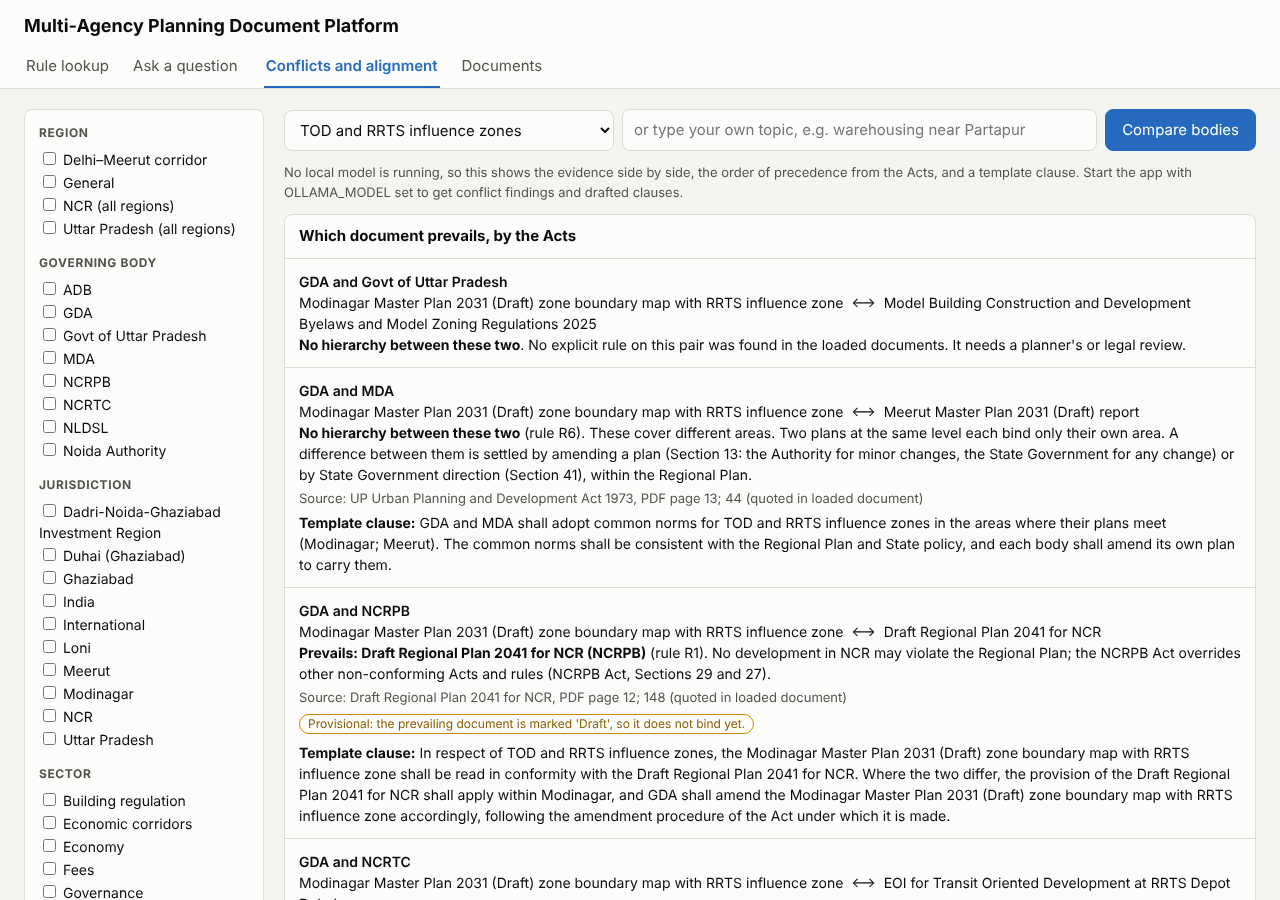 Multi-Agency Planning Document Platform
Rule lookup
Ask a question
Conflicts and alignment
Documents
REGION
Delhi–Meerut corridor
General
NCR (all regions)
Uttar Pradesh (all regions)
GOVERNING BODY
ADB
GDA
Govt of Uttar Pradesh
MDA
NCRPB
NCRTC
NLDSL
Noida Authority
JURISDICTION
Dadri-Noida-Ghaziabad
Investment Region
Duhai (Ghaziabad)
Ghaziabad
India
International
Loni
Meerut
Modinagar
NCR
Uttar Pradesh
SECTOR
Building regulation
Economic corridors
Economy
Fees
Governance
TOD and RRTS influence zones
or type your own topic, e.g. warehousing near Partapur
Compare bodies
No local model is running, so this shows the evidence side by side, the order of precedence from the Acts, and a template clause. Start the app with
OLLAMA_MODEL set to get conflict findings and drafted clauses.
Which document prevails, by the Acts
GDA and Govt of Uttar Pradesh
Modinagar Master Plan 2031 (Draft) zone boundary map with RRTS influence zone ⟷ Model Building Construction and Development
Byelaws and Model Zoning Regulations 2025
No hierarchy between these two. No explicit rule on this pair was found in the loaded documents. It needs a planner's or legal review.
GDA and MDA
Modinagar Master Plan 2031 (Draft) zone boundary map with RRTS influence zone ⟷ Meerut Master Plan 2031 (Draft) report
No hierarchy between these two (rule R6). These cover different areas. Two plans at the same level each bind only their own area. A
difference between them is settled by amending a plan (Section 13: the Authority for minor changes, the State Government for any change) or
by State Government direction (Section 41), within the Regional Plan.
Source: UP Urban Planning and Development Act 1973, PDF page 13; 44 (quoted in loaded document)
Template clause: GDA and MDA shall adopt common norms for TOD and RRTS influence zones in the areas where their plans meet
(Modinagar; Meerut). The common norms shall be consistent with the Regional Plan and State policy, and each body shall amend its own plan
to carry them.
GDA and NCRPB
Modinagar Master Plan 2031 (Draft) zone boundary map with RRTS influence zone ⟷ Draft Regional Plan 2041 for NCR
Prevails: Draft Regional Plan 2041 for NCR (NCRPB) (rule R1). No development in NCR may violate the Regional Plan; the NCRPB Act overrides
other non-conforming Acts and rules (NCRPB Act, Sections 29 and 27).
Source: Draft Regional Plan 2041 for NCR, PDF page 12; 148 (quoted in loaded document)
Provisional: the prevailing document is marked 'Draft', so it does not bind yet.
Template clause: In respect of TOD and RRTS influence zones, the Modinagar Master Plan 2031 (Draft) zone boundary map with RRTS
influence zone shall be read in conformity with the Draft Regional Plan 2041 for NCR. Where the two differ, the provision of the Draft Regional
Plan 2041 for NCR shall apply within Modinagar, and GDA shall amend the Modinagar Master Plan 2031 (Draft) zone boundary map with RRTS
influence zone accordingly, following the amendment procedure of the Act under which it is made.
GDA and NCRTC
Modinagar Master Plan 2031 (Draft) zone boundary map with RRTS influence zone ⟷ EOI for Transit Oriented Development at RRTS Depot